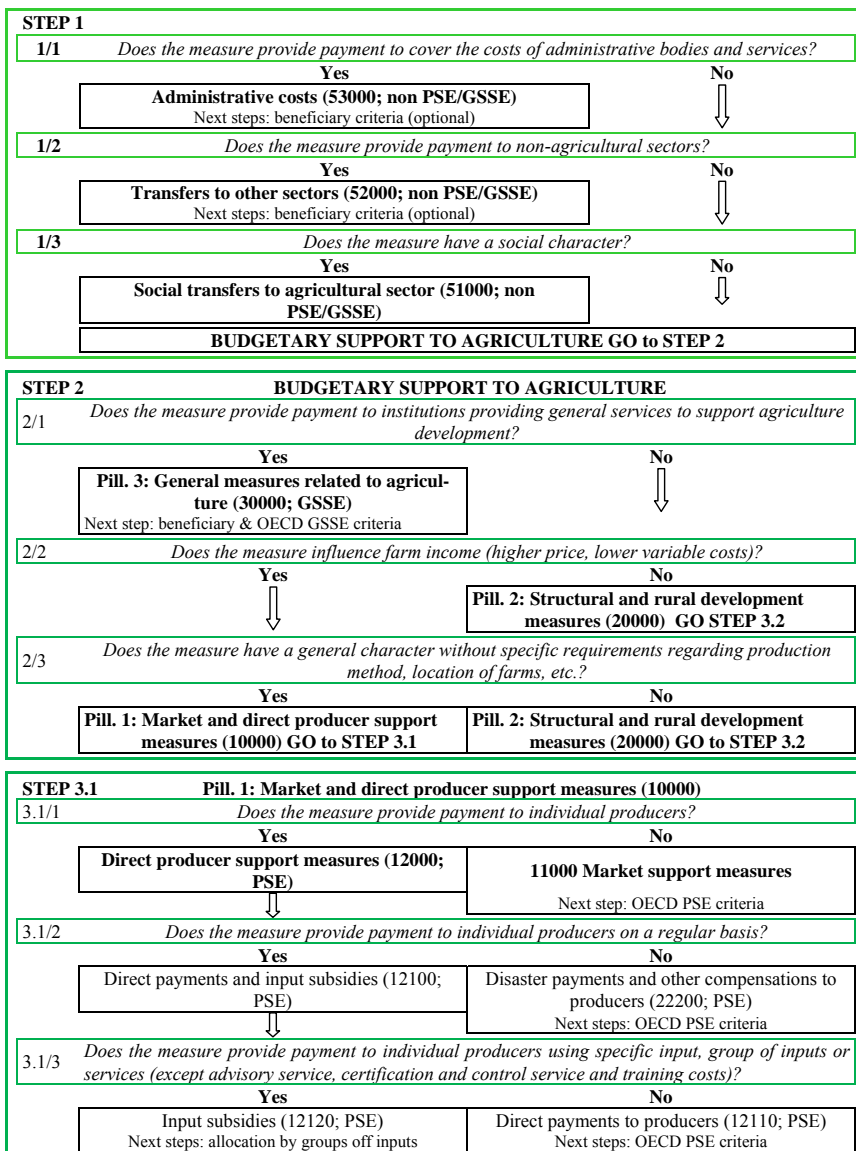 STEP 1
1/1 Does the measure provide payment to cover the costs of administrative bodies and services?
Yes No
Administrative costs (53000; non PSE/GSSE)
Next steps: beneficiary criteria (optional)
1/2 Does the measure provide payment to non-agricultural sectors?
Yes No
Transfers to other sectors (52000; non PSE/GSSE)
Next steps: beneficiary criteria (optional)
1/3 Does the measure have a social character?
Yes No
Social transfers to agricultural sector (51000; non
PSE/GSSE)
BUDGETARY SUPPORT TO AGRICULTURE GO to STEP 2
STEP 2 BUDGETARY SUPPORT TO AGRICULTURE
2/1 Does the measure provide payment to institutions providing general services to support agriculture
development?
Yes No
Pill. 3: General measures related to agricul-
ture (30000; GSSE)
Next step: beneficiary & OECD GSSE criteria
2/2 Does the measure influence farm income (higher price, lower variable costs)?
Yes No
Pill. 2: Structural and rural development
measures (20000) GO STEP 3.2
2/3 Does the measure have a general character without specific requirements regarding production
method, location of farms, etc.?
Yes No
Pill. 1: Market and direct producer support
measures (10000) GO to STEP 3.1
Pill. 2: Structural and rural development
measures (20000) GO to STEP 3.2
STEP 3.1 Pill. 1: Market and direct producer support measures (10000)
3.1/1 Does the measure provide payment to individual producers?
Yes No
Direct producer support measures (12000;
PSE)
11000 Market support measures
Next step: OECD PSE criteria
3.1/2 Does the measure provide payment to individual producers on a regular basis?
Yes No
Direct payments and input subsidies (12100;
PSE)
Disaster payments and other compensations to
producers (22200; PSE)
Next steps: OECD PSE criteria
3.1/3 Does the measure provide payment to individual producers using specific input, group of inputs or
services (except advisory service, certification and control service and training costs)?
Yes No
Input subsidies (12120; PSE)
Next steps: allocation by groups off inputs
Direct payments to producers (12110; PSE)
Next steps: OECD PSE criteria